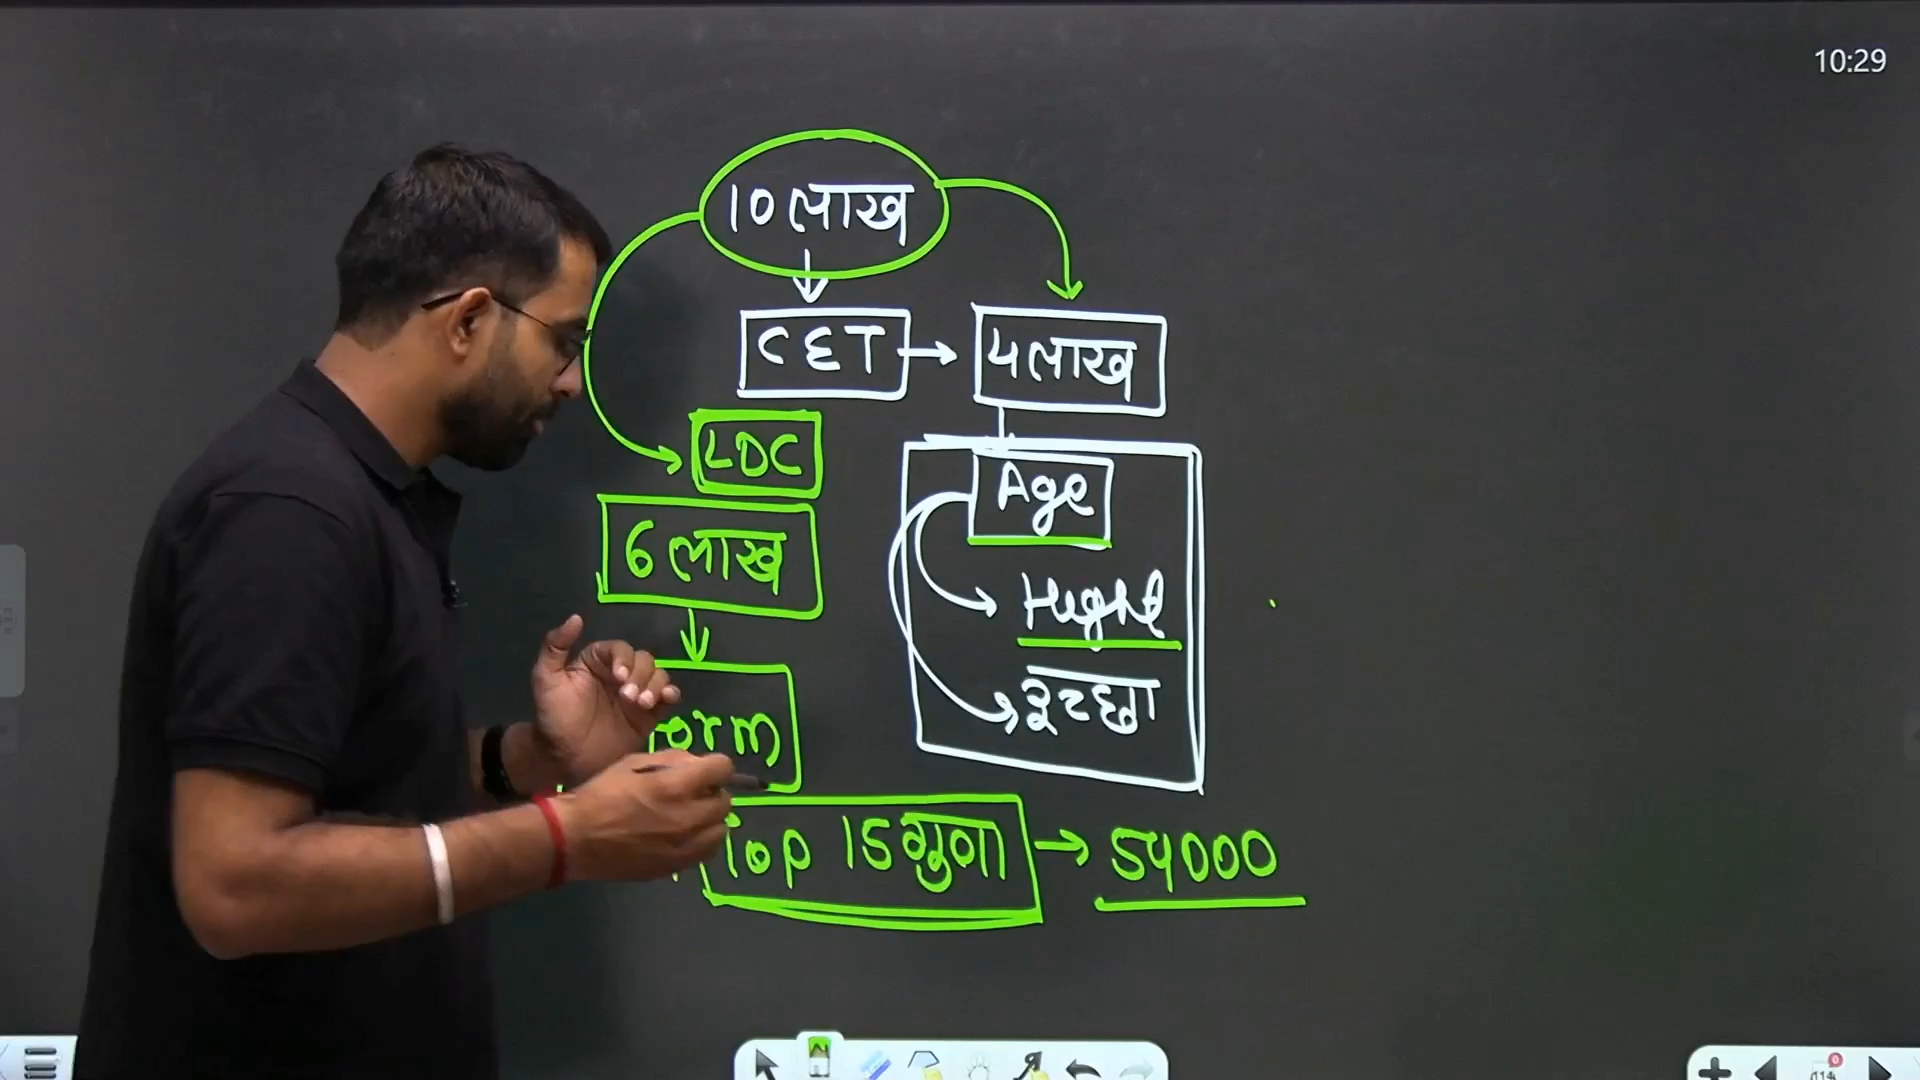 10:29
10 लाख
CET → 4 लाख
LDC
Age
6 लाख
Hight
इच्छा
orm
Top 15 गुना → 54000